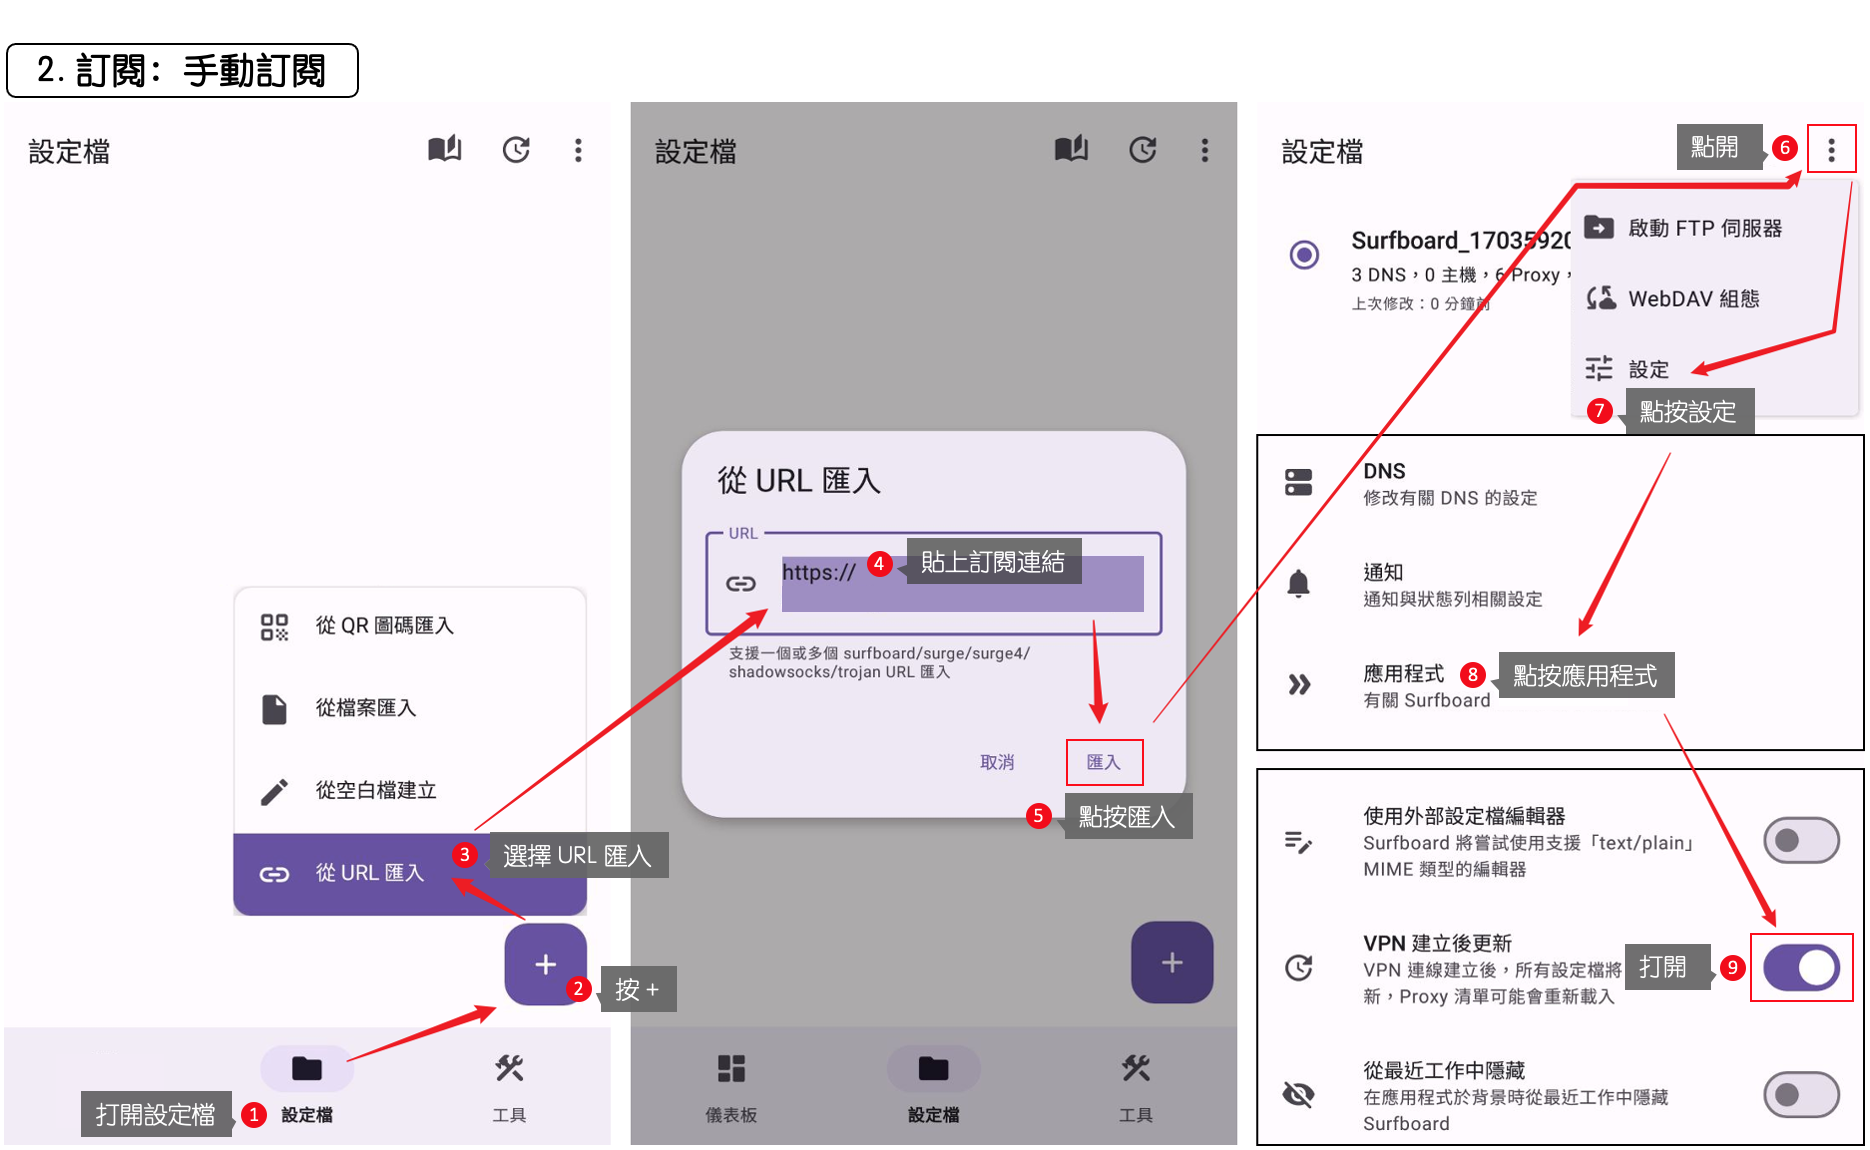 2. 訂閱: 手動訂閱
設定檔
從 QR 圖碼匯入
從檔案匯入
從空白檔建立
從 URL 匯入
3 選擇 URL 匯入
+
2 按 +
打開設定檔 1
設定檔
工具
設定檔
從 URL 匯入
URL
https://
4 貼上訂閱連結
支援一個或多個 surfboard/surge/surge4/
shadowsocks/trojan URL 匯入
取消
匯入
5 點按匯入
+
儀表板
設定檔
工具
設定檔
點開 6
Surfboard_17035920
3 DNS，0 主機，6 Proxy，
上次修改：0 分鐘前
啟動 FTP 伺服器
WebDAV 組態
設定
7 點按設定
DNS
修改有關 DNS 的設定
通知
通知與狀態列相關設定
應用程式
有關 Surfboard
8 點按應用程式
使用外部設定檔編輯器
Surfboard 將嘗試使用支援「text/plain」
MIME 類型的編輯器
VPN 建立後更新
VPN 連線建立後，所有設定檔將
新，Proxy 清單可能會重新載入
打開 9
從最近工作中隱藏
在應用程式於背景時從最近工作中隱藏
Surfboard